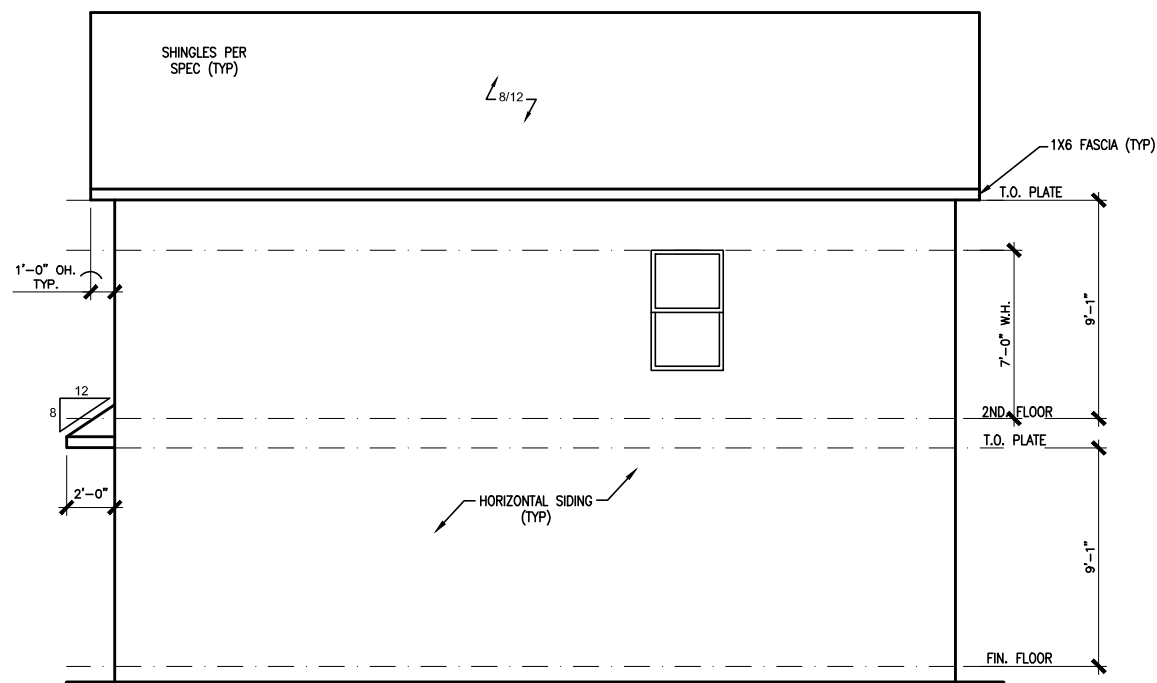 SHINGLES PER
SPEC (TYP)
8/12
1X6 FASCIA (TYP)
T.O. PLATE
1'-0" OH.
TYP.
7'-0" W.H.
9'-1"
12
8
2ND. FLOOR
T.O. PLATE
2'-0"
HORIZONTAL SIDING
(TYP)
9'-1"
FIN. FLOOR